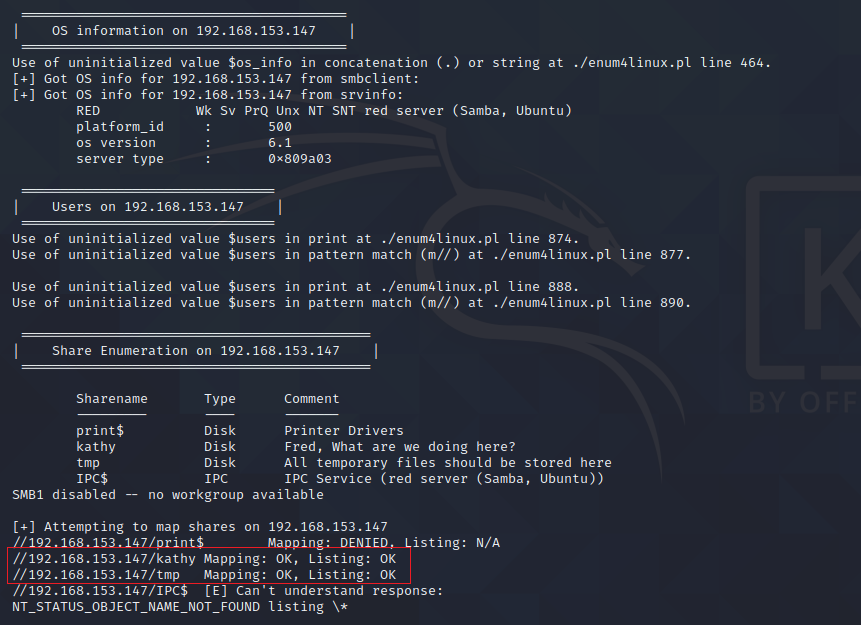 | OS information on 192.168.153.147 |
Use of uninitialized value $os_info in concatenation (.) or string at ./enum4linux.pl line 464.
[+] Got OS info for 192.168.153.147 from smbclient:
[+] Got OS info for 192.168.153.147 from srvinfo:
RED Wk Sv PrQ Unx NT SNT red server (Samba, Ubuntu)
platform_id : 500
os version : 6.1
server type : 0x809a03
| Users on 192.168.153.147 |
Use of uninitialized value $users in print at ./enum4linux.pl line 874.
Use of uninitialized value $users in pattern match (m//) at ./enum4linux.pl line 877.
Use of uninitialized value $users in print at ./enum4linux.pl line 888.
Use of uninitialized value $users in pattern match (m//) at ./enum4linux.pl line 890.
| Share Enumeration on 192.168.153.147 |
Sharename Type Comment
print$ Disk Printer Drivers
kathy Disk Fred, What are we doing here?
tmp Disk All temporary files should be stored here
IPC$ IPC IPC Service (red server (Samba, Ubuntu))
SMB1 disabled -- no workgroup available
[+] Attempting to map shares on 192.168.153.147
//192.168.153.147/print$ Mapping: DENIED, Listing: N/A
//192.168.153.147/kathy Mapping: OK, Listing: OK
//192.168.153.147/tmp Mapping: OK, Listing: OK
//192.168.153.147/IPC$ [E] Can't understand response:
NT_STATUS_OBJECT_NAME_NOT_FOUND listing \*
K
BY OFF